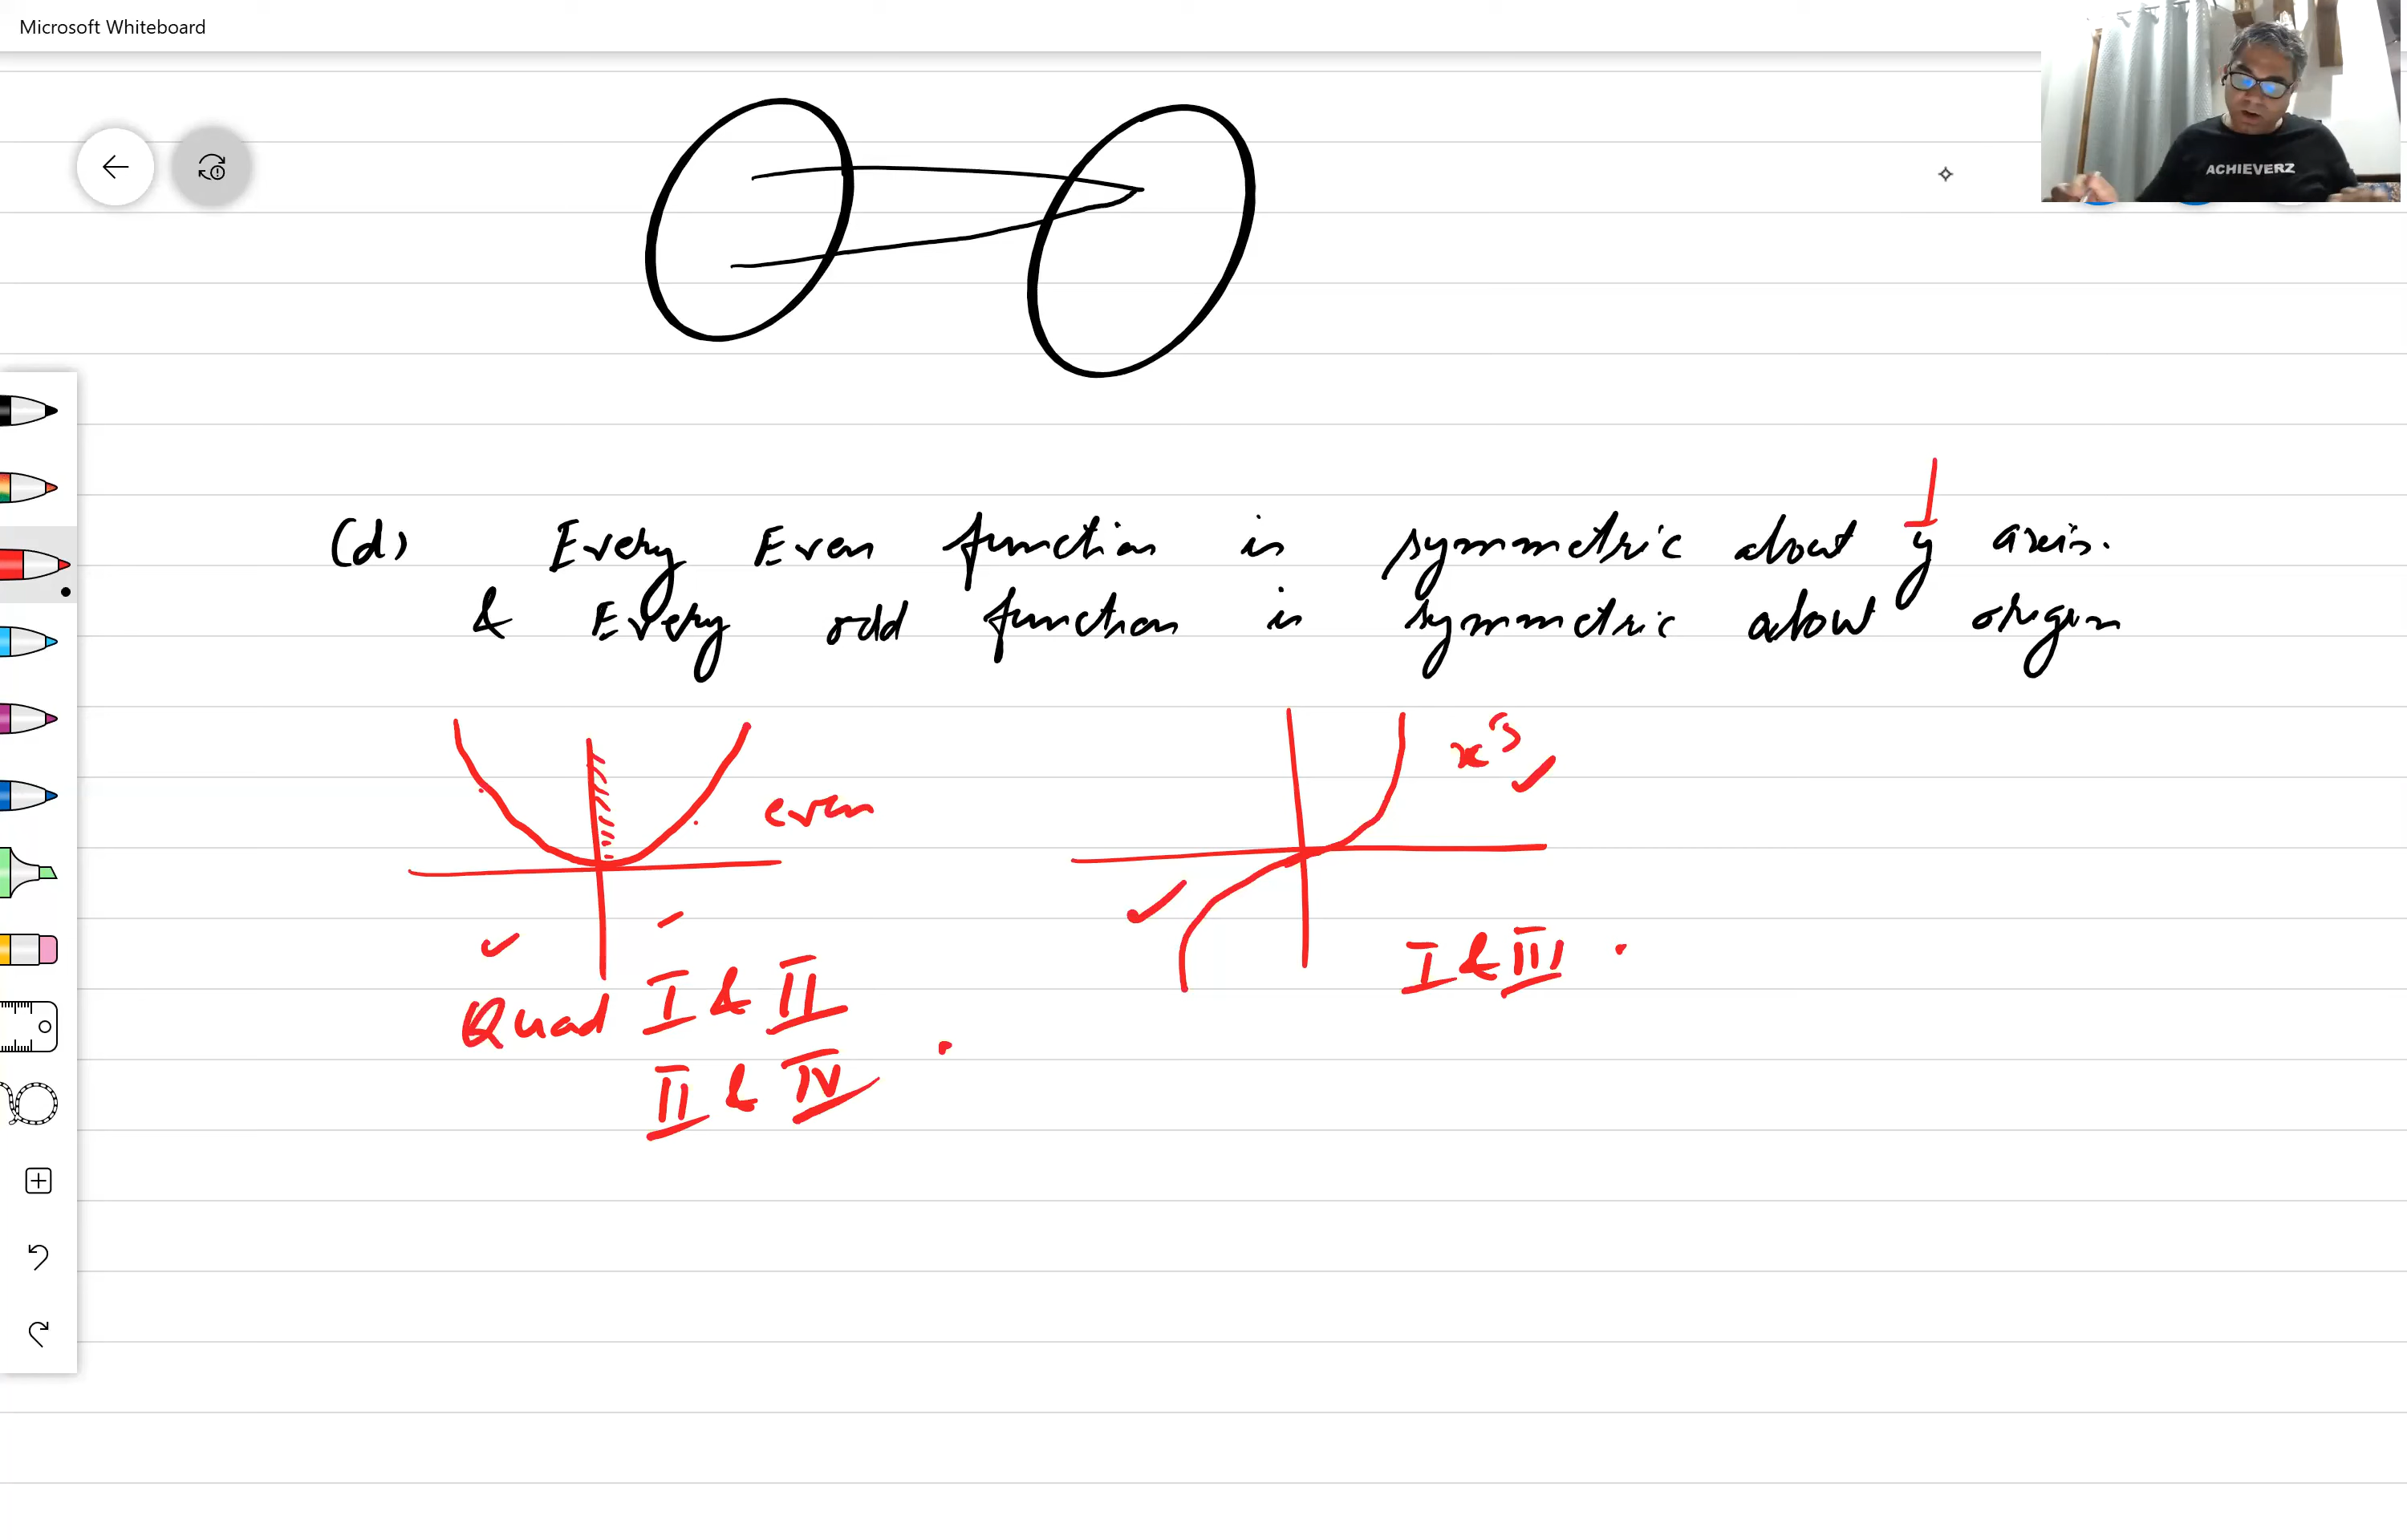 Microsoft Whiteboard
ACHIEVERZ
(d) Every Even function is symmetric about y axis.
& Every odd function is symmetric about origin
even
x³
Quad I & II
II & IV
I & III